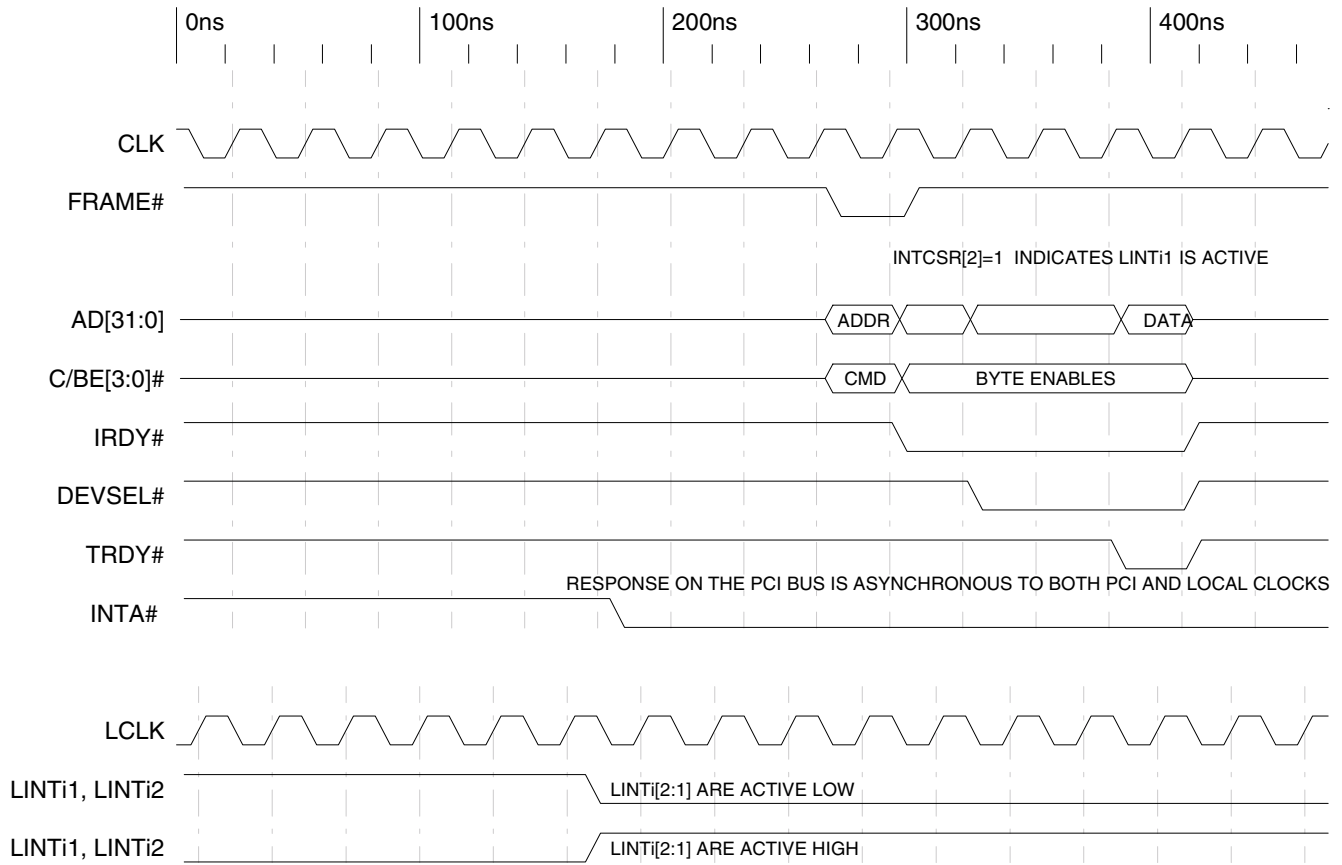 0ns 100ns 200ns 300ns 400ns
CLK
FRAME#
INTCSR[2]=1 INDICATES LINTi1 IS ACTIVE
AD[31:0] ADDR DATA
C/BE[3:0]# CMD BYTE ENABLES
IRDY#
DEVSEL#
TRDY#
RESPONSE ON THE PCI BUS IS ASYNCHRONOUS TO BOTH PCI AND LOCAL CLOCKS
INTA#
LCLK
LINTi1, LINTi2 LINTi[2:1] ARE ACTIVE LOW
LINTi1, LINTi2 LINTi[2:1] ARE ACTIVE HIGH